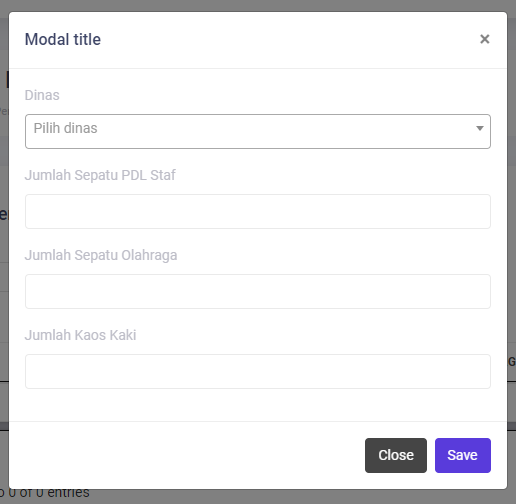 Modal title
×
Dinas
Pilih dinas
Jumlah Sepatu PDL Staf
Jumlah Sepatu Olahraga
Jumlah Kaos Kaki
Close
Save
0 of 0 entries